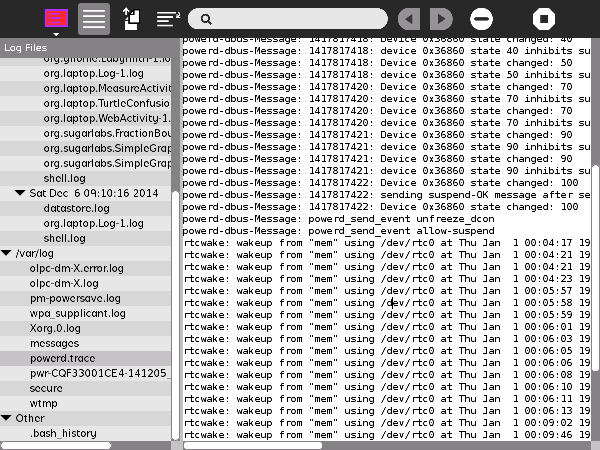 Log Files
org.laptop.Log-1.log
org.laptop.MeasureActivit
org.laptop.TurtleConfusio
org.laptop.WebActivity-1.
org.sugarlabs.FractionBou
org.sugarlabs.SimpleGrap
org.sugarlabs.SimpleGrap
shell.log
Sat Dec 6 09:10:16 2014
datastore.log
org.laptop.Log-1.log
shell.log
/var/log
olpc-dm-X.error.log
olpc-dm-X.log
pm-powersave.log
wpa_supplicant.log
Xorg.0.log
messages
powerd.trace
pwr-CQF33001CE4-141205_
secure
wtmp
Other
.bash_history
powerd-dbus-Message: 1417817418: Device 0x36860 state changed: 40
powerd-dbus-Message: 1417817418: Device 0x36860 state 40 inhibits su
powerd-dbus-Message: 1417817418: Device 0x36860 state changed: 50
powerd-dbus-Message: 1417817418: Device 0x36860 state 50 inhibits su
powerd-dbus-Message: 1417817420: Device 0x36860 state changed: 70
powerd-dbus-Message: 1417817420: Device 0x36860 state 70 inhibits su
powerd-dbus-Message: 1417817420: Device 0x36860 state changed: 70
powerd-dbus-Message: 1417817420: Device 0x36860 state 70 inhibits su
powerd-dbus-Message: 1417817421: Device 0x36860 state changed: 90
powerd-dbus-Message: 1417817421: Device 0x36860 state 90 inhibits su
powerd-dbus-Message: 1417817421: Device 0x36860 state changed: 90
powerd-dbus-Message: 1417817421: Device 0x36860 state 90 inhibits su
powerd-dbus-Message: 1417817422: Device 0x36860 state changed: 100
powerd-dbus-Message: 1417817422: sending suspend-OK message after se
powerd-dbus-Message: 1417817422: Device 0x36860 state changed: 100
powerd-dbus-Message: powerd_send_event unfreeze_dcon
powerd-dbus-Message: powerd_send_event allow-suspend
rtcwake: wakeup from "mem" using /dev/rtc0 at Thu Jan  1 00:04:17 19
rtcwake: wakeup from "mem" using /dev/rtc0 at Thu Jan  1 00:04:21 19
rtcwake: wakeup from "mem" using /dev/rtc0 at Thu Jan  1 00:04:21 19
rtcwake: wakeup from "mem" using /dev/rtc0 at Thu Jan  1 00:04:23 19
rtcwake: wakeup from "mem" using /dev/rtc0 at Thu Jan  1 00:05:57 19
rtcwake: wakeup from "mem" using /dev/rtc0 at Thu Jan  1 00:05:58 19
rtcwake: wakeup from "mem" using /dev/rtc0 at Thu Jan  1 00:05:59 19
rtcwake: wakeup from "mem" using /dev/rtc0 at Thu Jan  1 00:06:01 19
rtcwake: wakeup from "mem" using /dev/rtc0 at Thu Jan  1 00:06:03 19
rtcwake: wakeup from "mem" using /dev/rtc0 at Thu Jan  1 00:06:05 19
rtcwake: wakeup from "mem" using /dev/rtc0 at Thu Jan  1 00:06:06 19
rtcwake: wakeup from "mem" using /dev/rtc0 at Thu Jan  1 00:06:08 19
rtcwake: wakeup from "mem" using /dev/rtc0 at Thu Jan  1 00:06:10 19
rtcwake: wakeup from "mem" using /dev/rtc0 at Thu Jan  1 00:06:11 19
rtcwake: wakeup from "mem" using /dev/rtc0 at Thu Jan  1 00:06:13 19
rtcwake: wakeup from "mem" using /dev/rtc0 at Thu Jan  1 00:09:02 19
rtcwake: wakeup from "mem" using /dev/rtc0 at Thu Jan  1 00:09:46 19